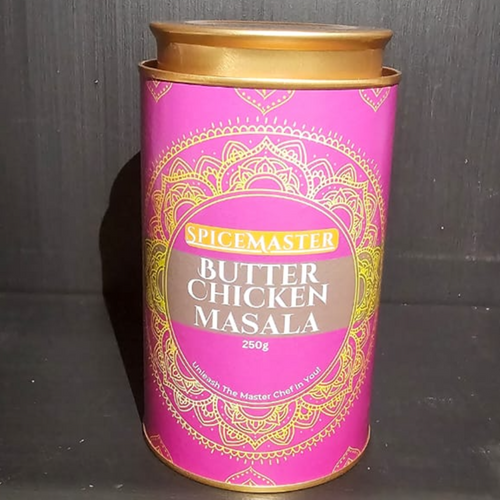 SPICEMASTER
BUTTER
CHICKEN
MASALA
250g
Unleash The Master Chef in You!